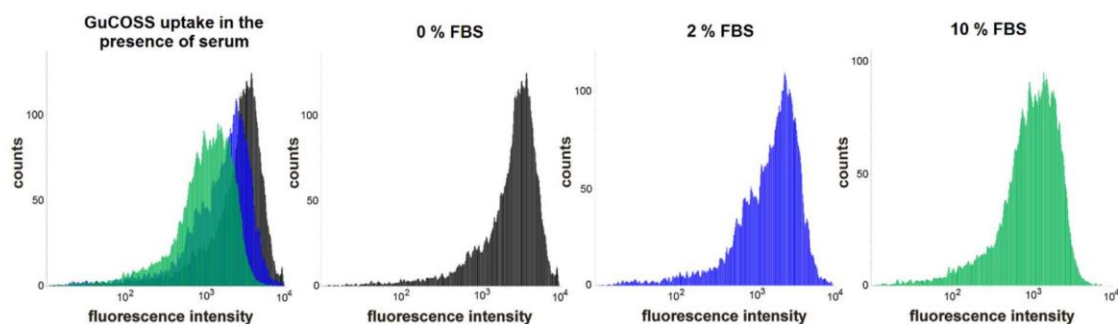 GuCOSS uptake in the
presence of serum
100
50
0
counts
10² 10³ 10⁴
fluorescence intensity
0 % FBS
100
50
0
counts
10² 10³ 10⁴
fluorescence intensity
2 % FBS
100
50
0
counts
10² 10³ 10⁴
fluorescence intensity
10 % FBS
100
50
0
counts
10² 10³ 10⁴
fluorescence intensity